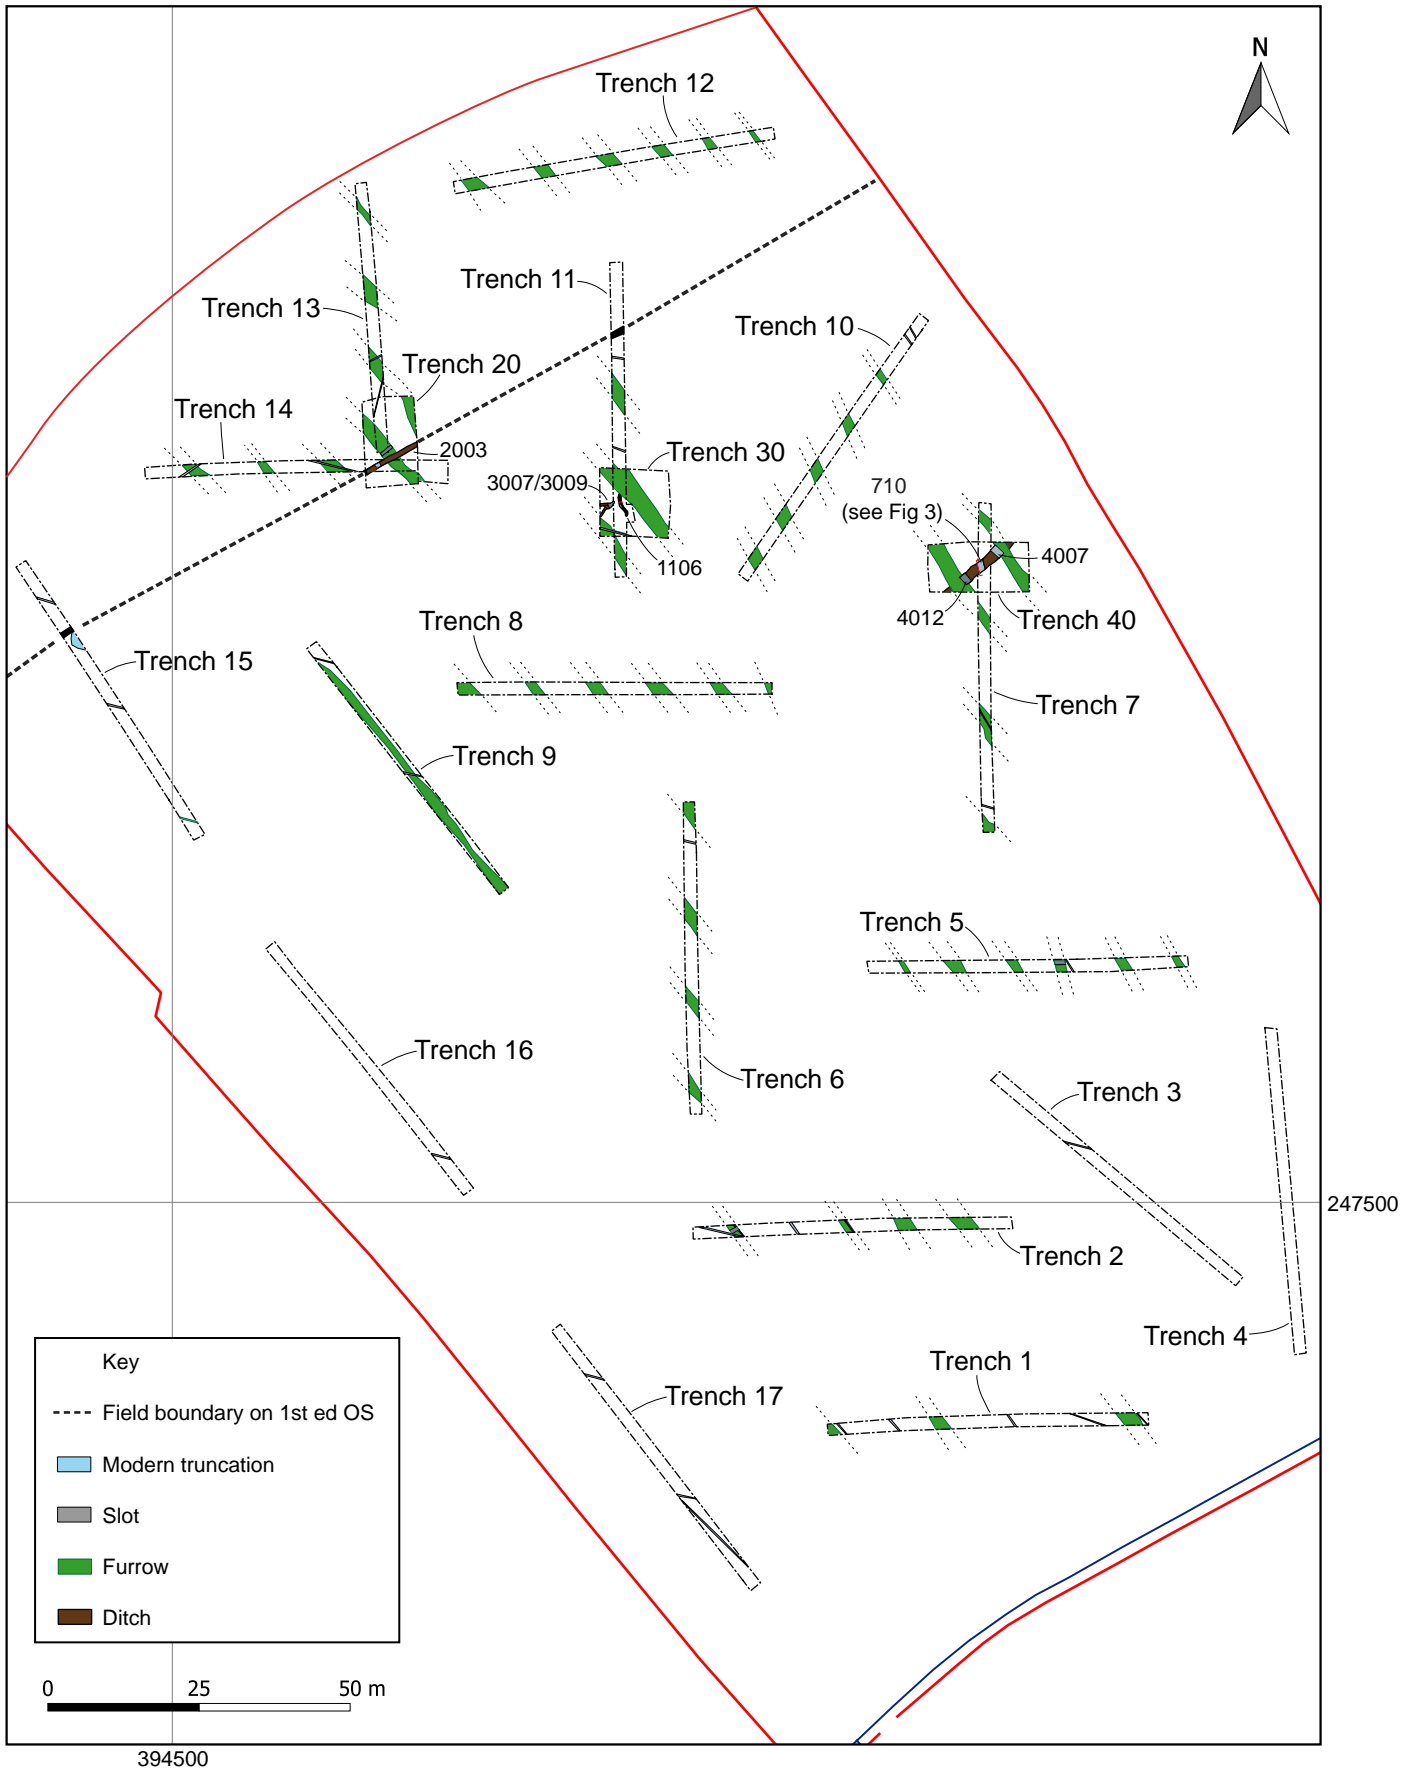 N
Trench 12
Trench 11
Trench 13
Trench 10
Trench 20
Trench 14
2003
Trench 30
3007/3009
710
(see Fig 3)
4007
1106
4012
Trench 8
Trench 40
Trench 15
Trench 7
Trench 9
Trench 5
Trench 16
Trench 6
Trench 3
247500
Trench 2
Trench 4
Trench 1
Trench 17
Key
Field boundary on 1st ed OS
Modern truncation
Slot
Furrow
Ditch
0 25 50 m
394500